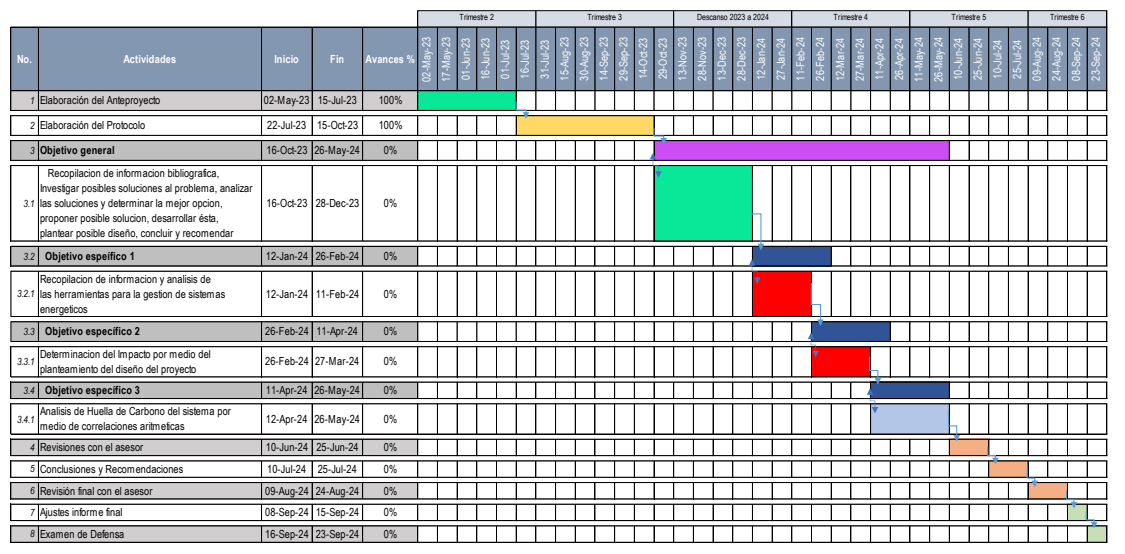 Trimestre 2 Trimestre 3 Descanso 2023 a 2024 Trimestre 4 Trimestre 5 Trimestre 6
No. Actividades Inicio Fin Avances % 02-May-23 17-May-23 01-Jun-23 16-Jun-23 01-Jul-23 16-Jul-23 31-Jul-23 15-Aug-23 30-Aug-23 14-Sep-23 29-Sep-23 14-Oct-23 29-Oct-23 13-Nov-23 28-Nov-23 13-Dec-23 28-Dec-23 12-Jan-24 27-Jan-24 11-Feb-24 26-Feb-24 12-Mar-24 27-Mar-24 11-Apr-24 26-Apr-24 11-May-24 26-May-24 10-Jun-24 25-Jun-24 10-Jul-24 25-Jul-24 09-Aug-24 24-Aug-24 08-Sep-24 23-Sep-24
1 Elaboración del Anteproyecto 02-May-23 15-Jul-23 100%
2 Elaboración del Protocolo 22-Jul-23 15-Oct-23 100%
3 Objetivo general 16-Oct-23 26-May-24 0%
Recopilacion de informacion bibliografica,
Investigar posibles soluciones al problema, analizar
3.1 las soluciones y determinar la mejor opcion, 16-Oct-23 28-Dec-23 0%
proponer posible solucion, desarrollar ésta,
plantear posible diseño, concluir y recomendar
3.2 Objetivo espeífico 1 12-Jan-24 26-Feb-24 0%
Recopilacion de informacion y analisis de
3.2.1 las herramientas para la gestion de sistemas 12-Jan-24 11-Feb-24 0%
energeticos
3.3 Objetivo específico 2 26-Feb-24 11-Apr-24 0%
Determinacion del Impacto por medio del
3.3.1 planteamiento del diseño del proyecto 26-Feb-24 27-Mar-24 0%
3.4 Objetivo específico 3 11-Apr-24 26-May-24 0%
Analisis de Huella de Carbono del sistema por
3.4.1 medio de correlaciones aritmeticas 12-Apr-24 26-May-24 0%
4 Revisiones con el asesor 10-Jun-24 25-Jun-24 0%
5 Conclusiones y Recomendaciones 10-Jul-24 25-Jul-24 0%
6 Revisión final con el asesor 09-Aug-24 24-Aug-24 0%
7 Ajustes informe final 08-Sep-24 15-Sep-24 0%
8 Examen de Defensa 16-Sep-24 23-Sep-24 0%